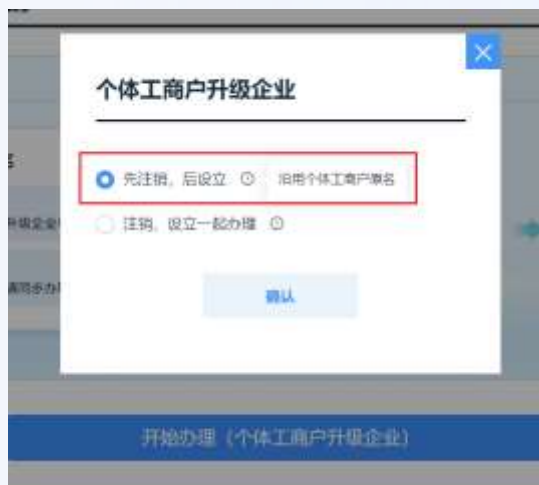 个体工商户升级企业
先注销，后设立 沿用个体工商户原名
注销、设立一起办理
确认
开始办理（个体工商户升级企业）